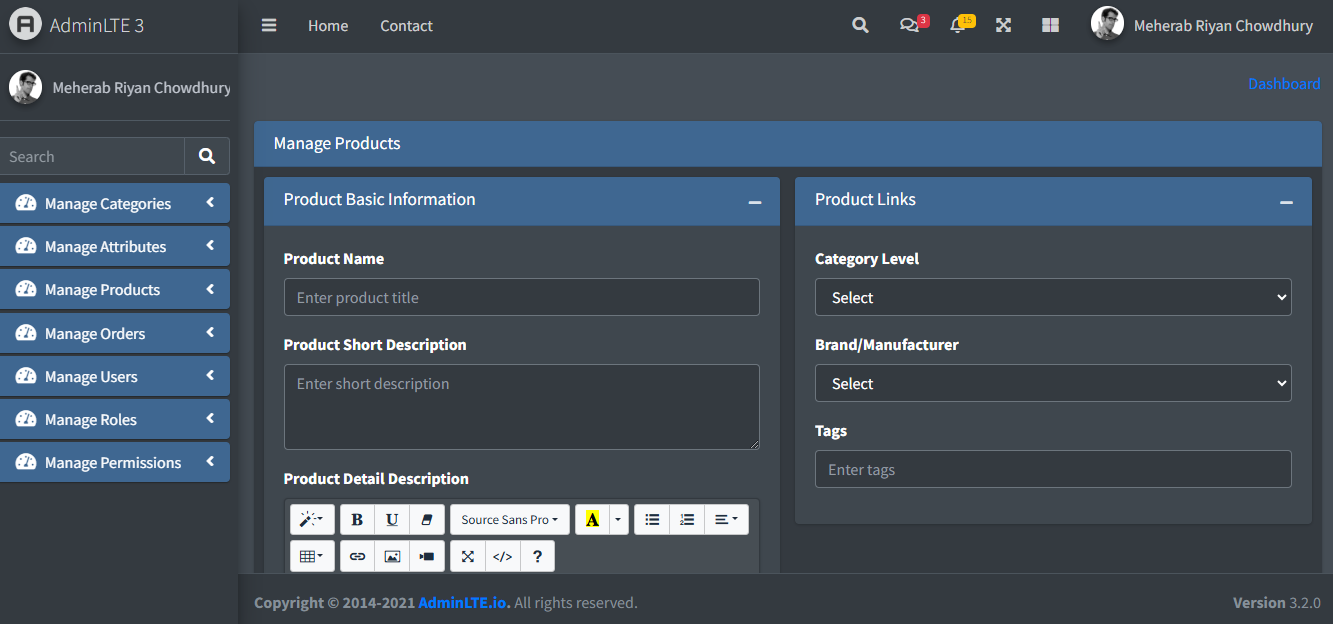 AdminLTE 3
Home
Contact
3
15
Meherab Riyan Chowdhury
Meherab Riyan Chowdhury
Dashboard
Search
Manage Categories
Manage Attributes
Manage Products
Manage Orders
Manage Users
Manage Roles
Manage Permissions
Manage Products
Product Basic Information
Product Name
Enter product title
Product Short Description
Enter short description
Product Detail Description
B U Source Sans Pro A
</> ?
Product Links
Category Level
Select
Brand/Manufacturer
Select
Tags
Enter tags
Copyright © 2014-2021 AdminLTE.io. All rights reserved.
Version 3.2.0